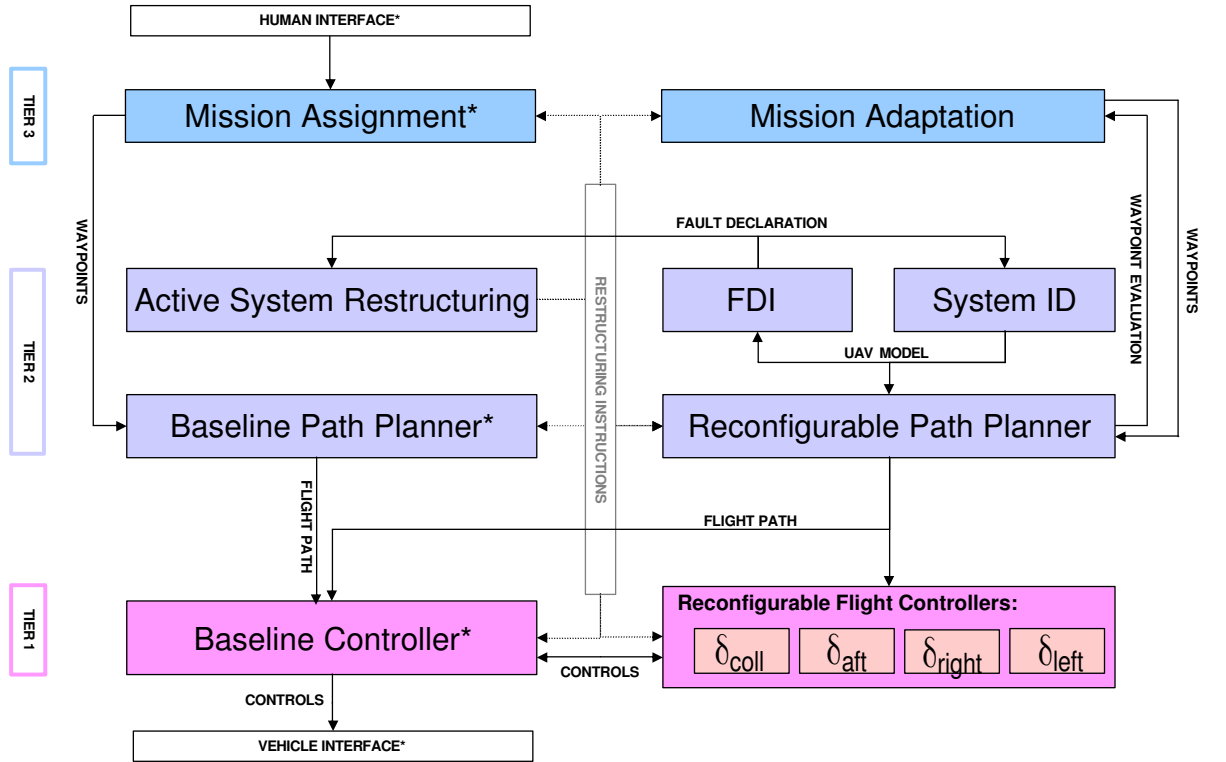 HUMAN INTERFACE*
TIER 3
Mission Assignment*
Mission Adaptation
WAYPOINTS
WAYPOINT EVALUATION
WAYPOINTS
FAULT DECLARATION
TIER 2
Active System Restructuring
RESTRUCTURING INSTRUCTIONS
FDI
System ID
UAV MODEL
Baseline Path Planner*
Reconfigurable Path Planner
FLIGHT PATH
FLIGHT PATH
TIER 1
Baseline Controller*
Reconfigurable Flight Controllers:
δcoll
δaft
δright
δleft
CONTROLS
CONTROLS
VEHICLE INTERFACE*